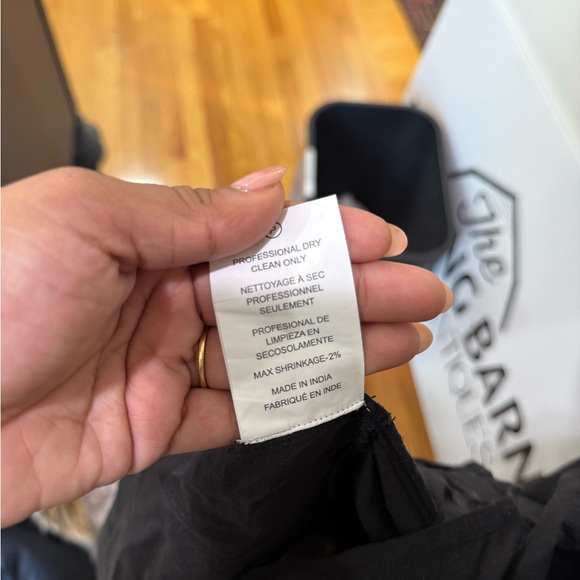 PROFESSIONAL DRY
CLEAN ONLY
NETTOYAGE À SEC
PROFESSIONNEL
SEULEMENT
PROFESIONAL DE
LIMPIEZA EN
SECOSOLAMENTE
MAX SHRINKAGE-2%
MADE IN INDIA
FABRIQUÉ EN INDE
The
BARN